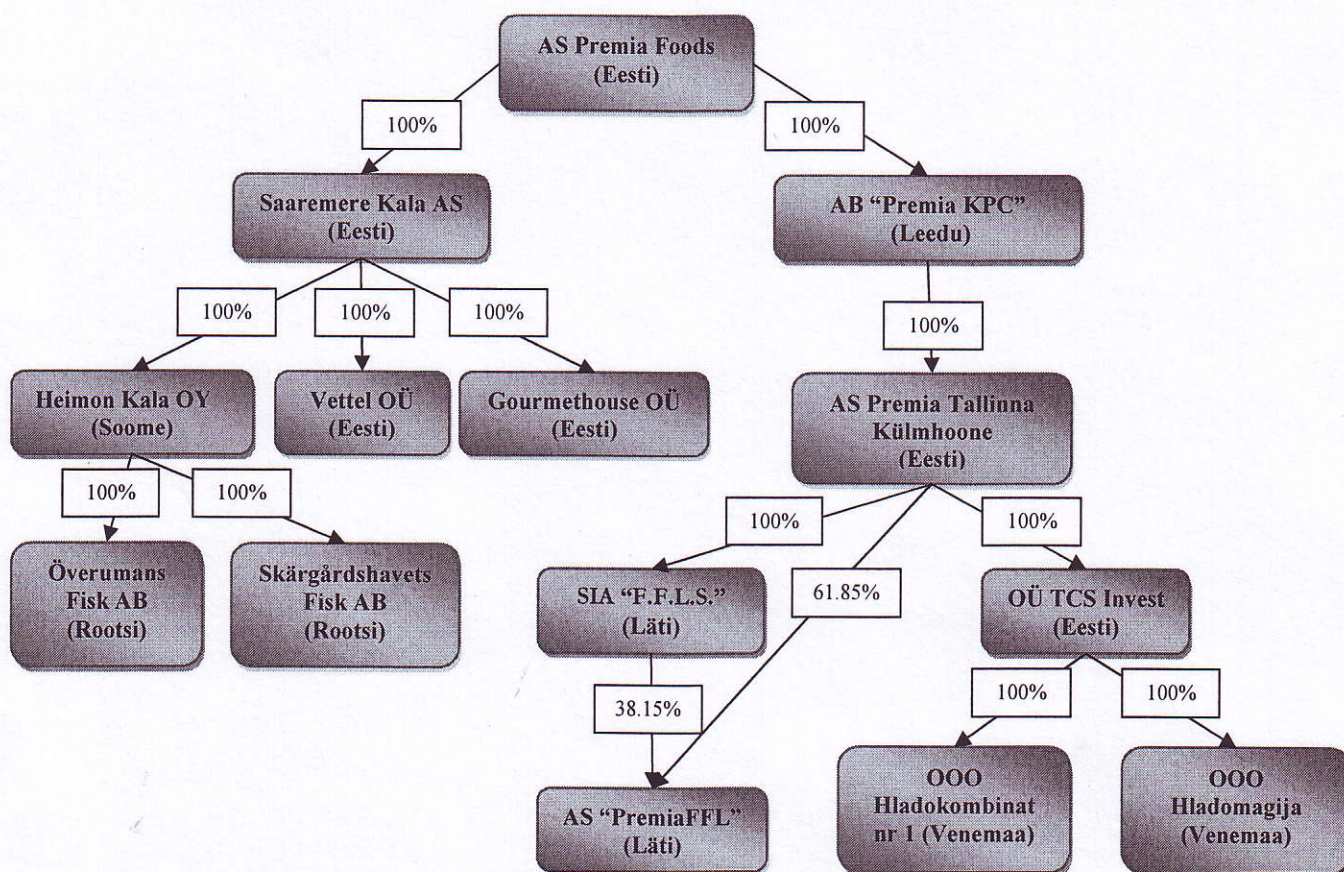 AS Premia Foods
(Eesti)
100%
100%
Saaremere Kala AS
(Eesti)
AB “Premia KPC”
(Leedu)
100%
100%
100%
100%
Heimon Kala OY
(Soome)
Vettel OÜ
(Eesti)
Gourmethouse OÜ
(Eesti)
AS Premia Tallinna
Külmhoone
(Eesti)
100%
100%
100%
100%
Överumans
Fisk AB
(Rootsi)
Skärgårdshavets
Fisk AB
(Rootsi)
SIA “F.F.L.S.”
(Läti)
61.85%
OÜ TCS Invest
(Eesti)
38.15%
100%
100%
AS “PremiaFFL”
(Läti)
OOO
Hladokombinat
nr 1 (Venemaa)
OOO
Hladomagija
(Venemaa)